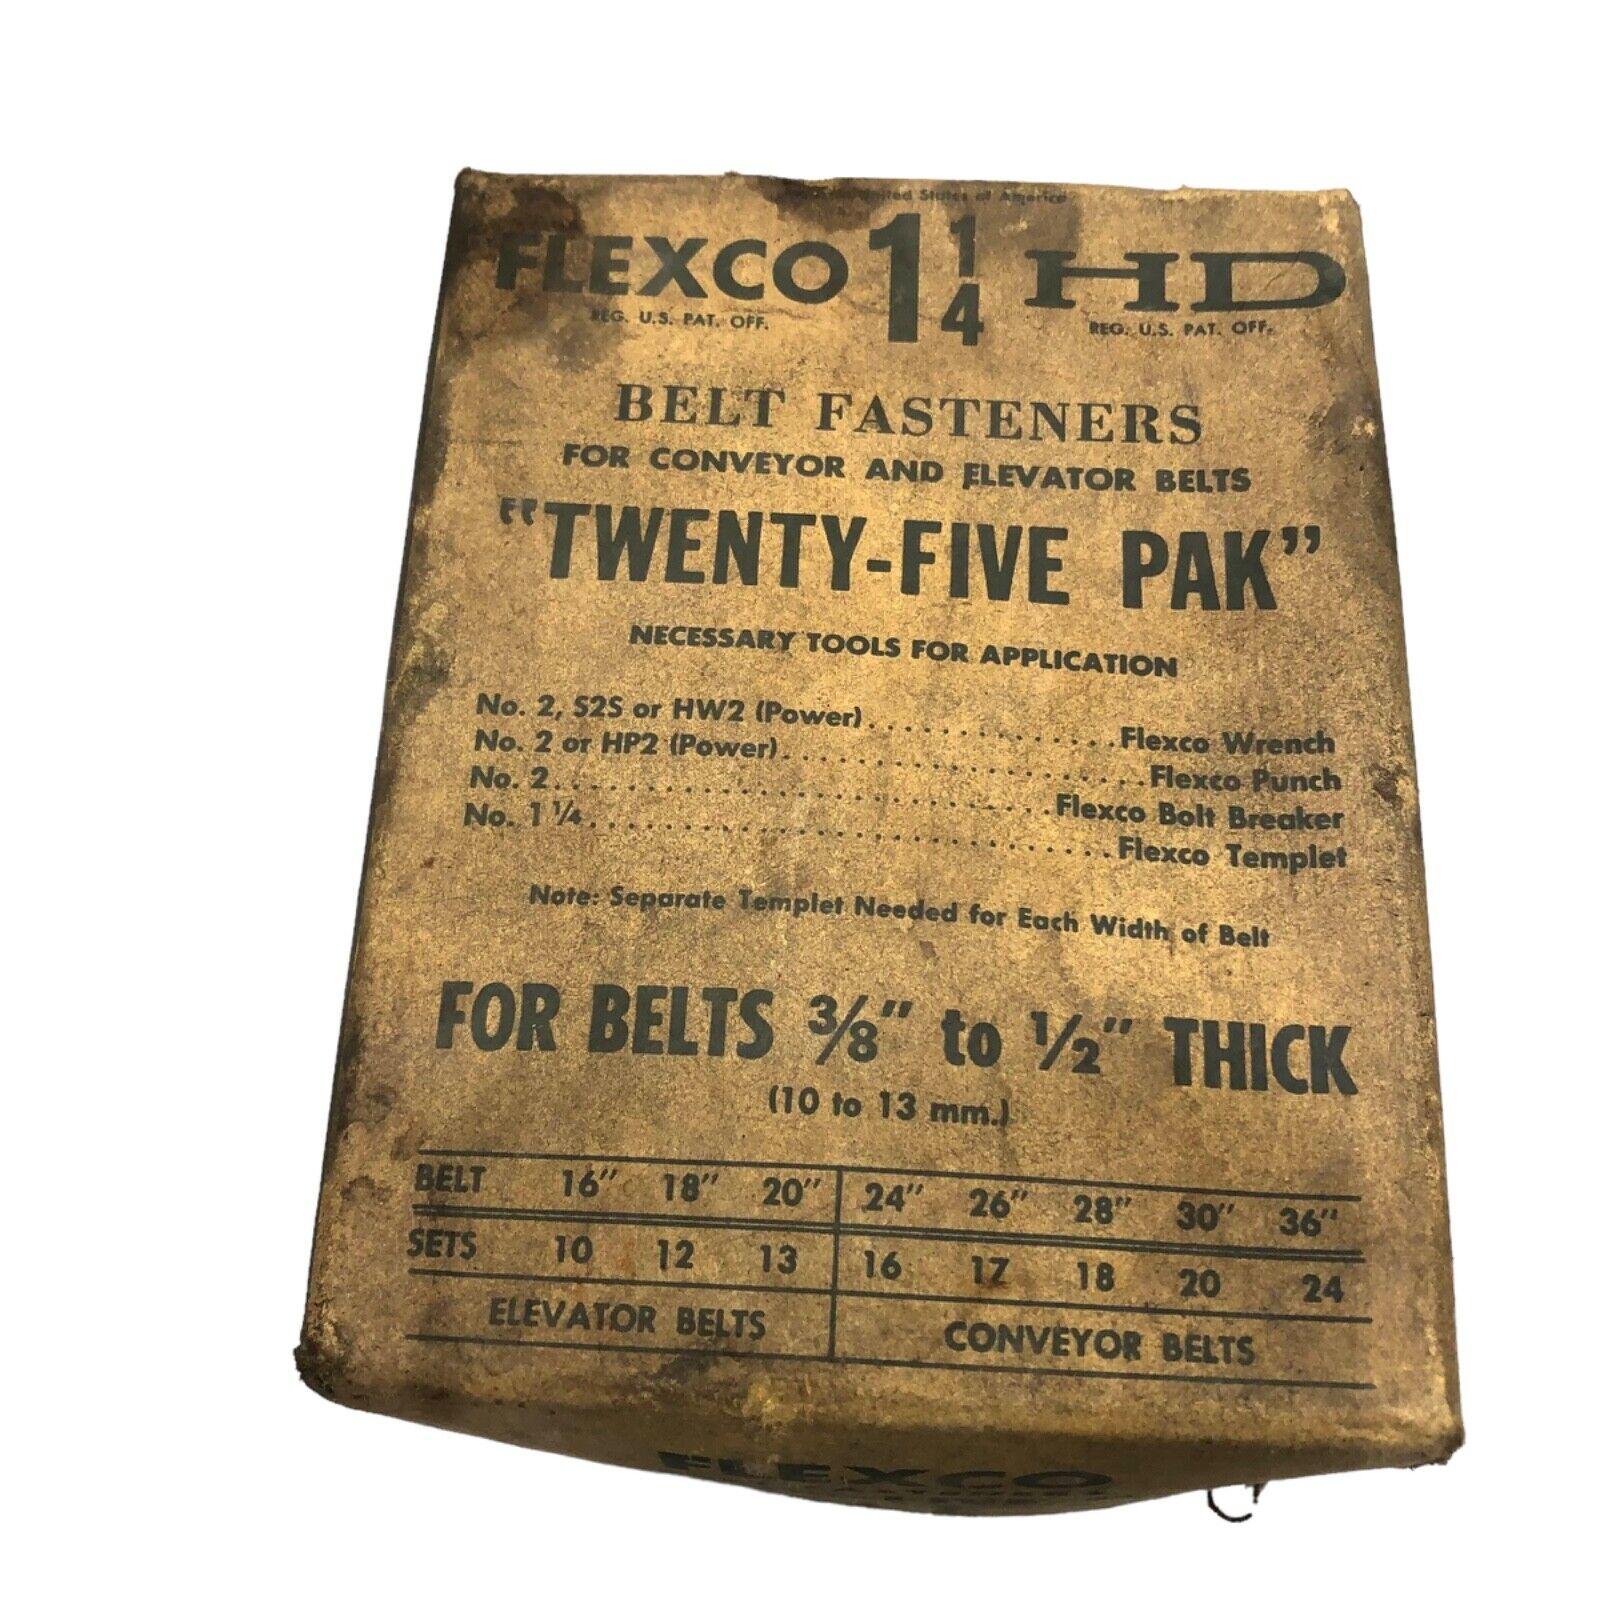 United States of America
FLEXCO 1 1/4 HD
REG. U.S. PAT. OFF. REG. U.S. PAT. OFF.
BELT FASTENERS
FOR CONVEYOR AND ELEVATOR BELTS
"TWENTY-FIVE PAK"
NECESSARY TOOLS FOR APPLICATION
No. 2, S2S or HW2 (Power)..............Flexco Wrench
No. 2 or HP2 (Power)....................Flexco Punch
No. 2...........................Flexco Bolt Breaker
No. 1 1/4..............................Flexco Templet
Note: Separate Templet Needed for Each Width of Belt
FOR BELTS 3/8" to 1/2" THICK
(10 to 13 mm.)
BELT 16" 18" 20" 24" 26" 28" 30" 36"
SETS 10 12 13 16 17 18 20 24
ELEVATOR BELTS CONVEYOR BELTS
FLEXCO